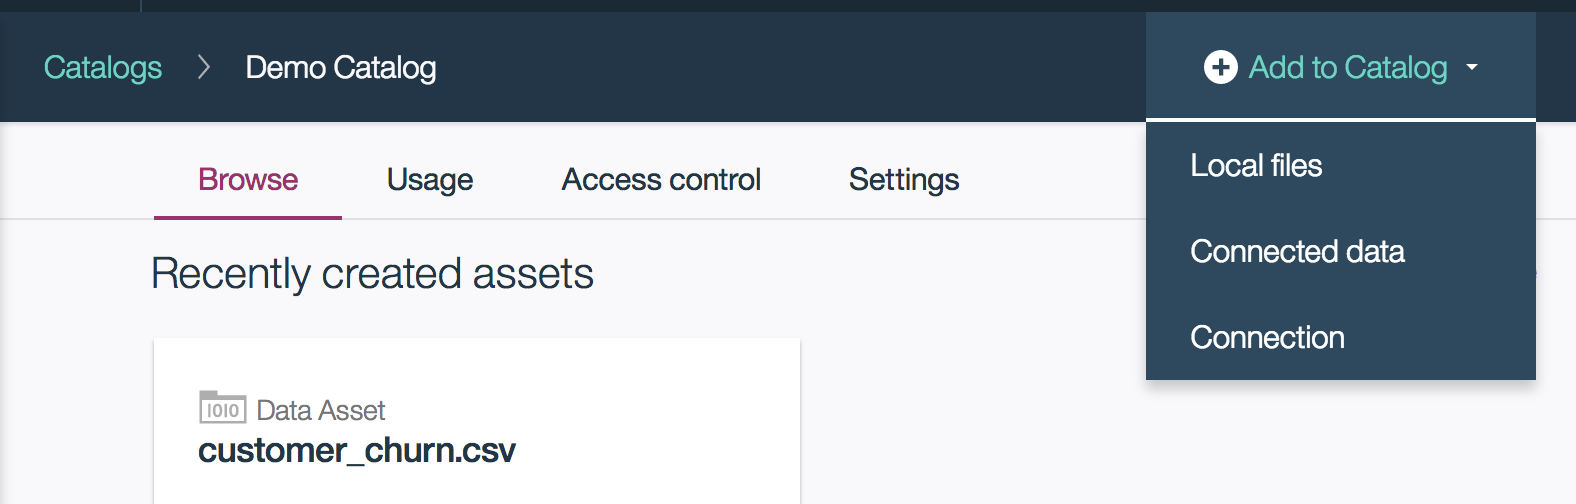 Catalogs > Demo Catalog
Add to Catalog
Local files
Connected data
Connection
Browse Usage Access control Settings
Recently created assets
1010 Data Asset
customer_churn.csv